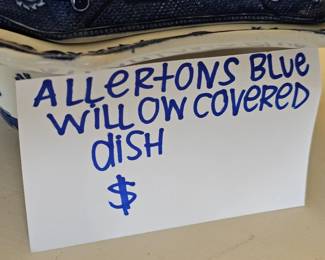 ALLERTONS BLUE
WILLOW COVERED
DISH
$